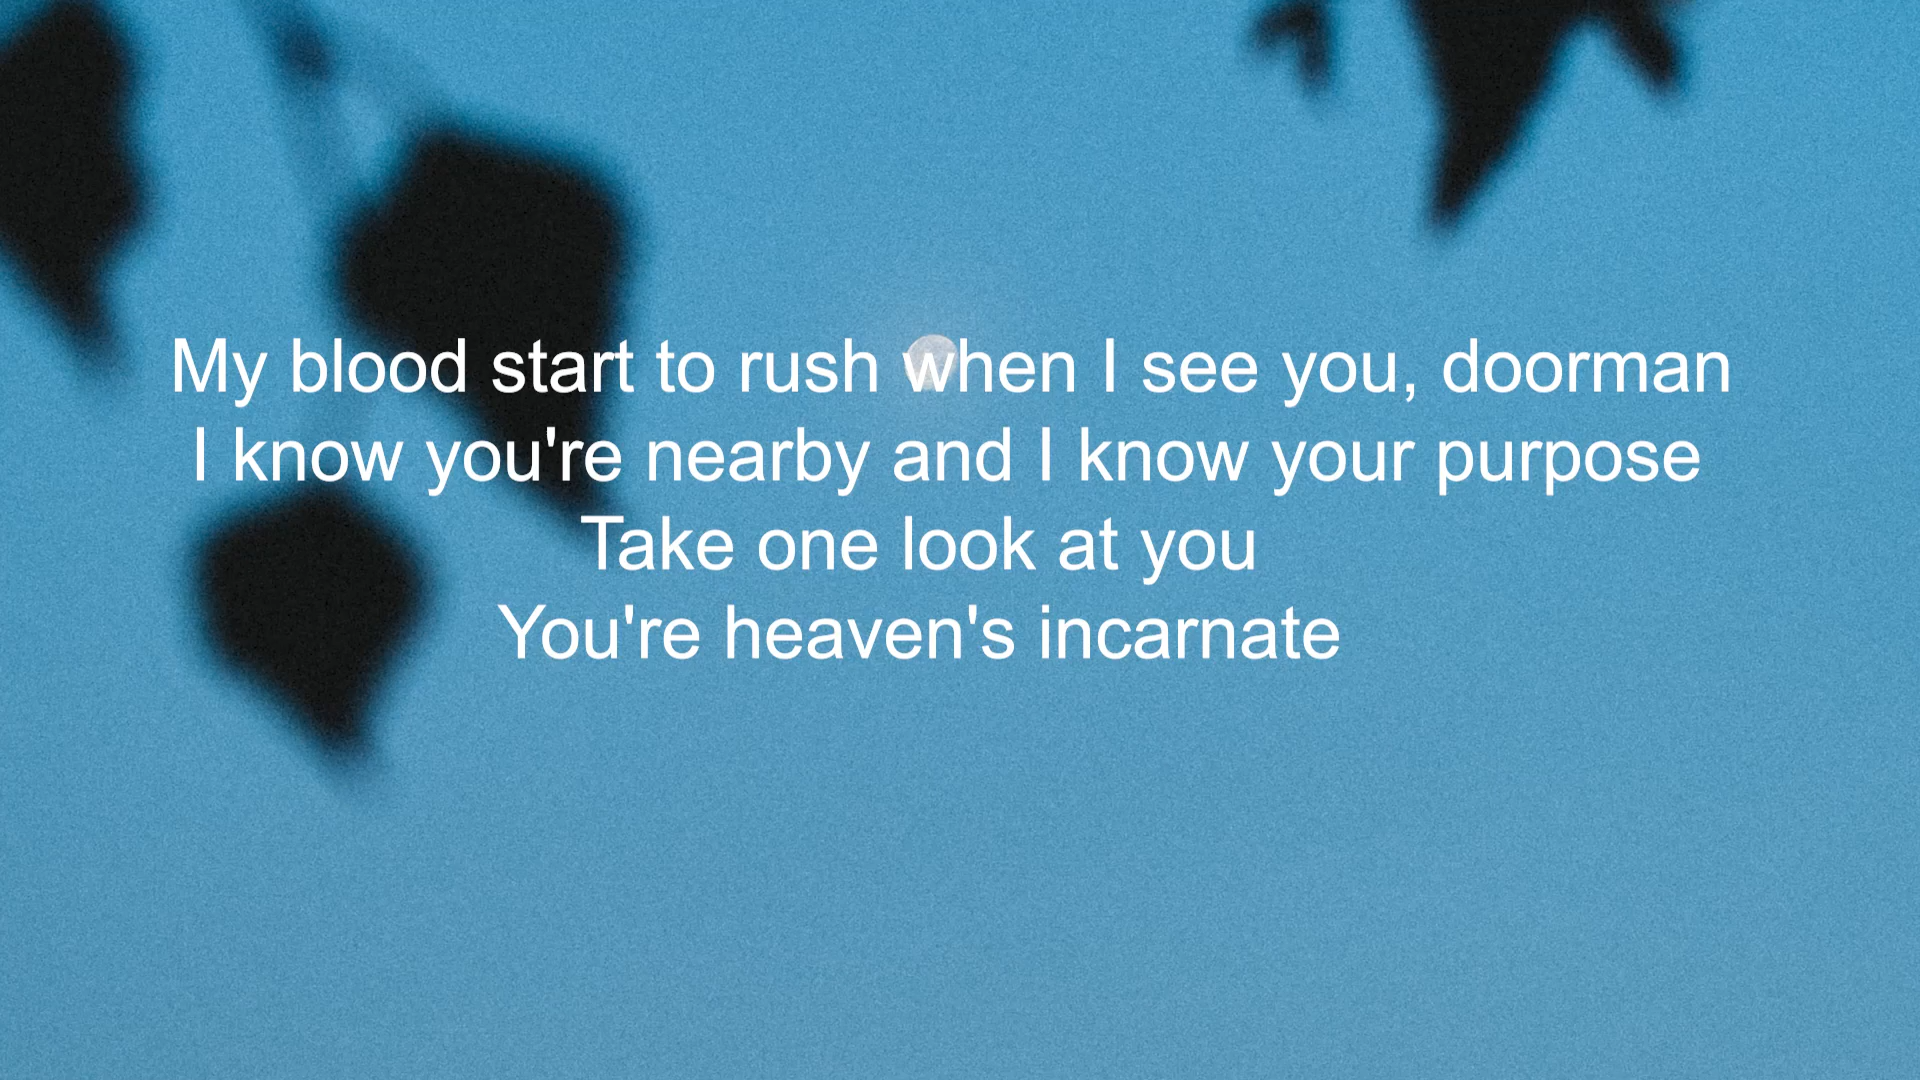 My blood start to rush when I see you, doorman
I know you're nearby and I know your purpose
Take one look at you
You're heaven's incarnate